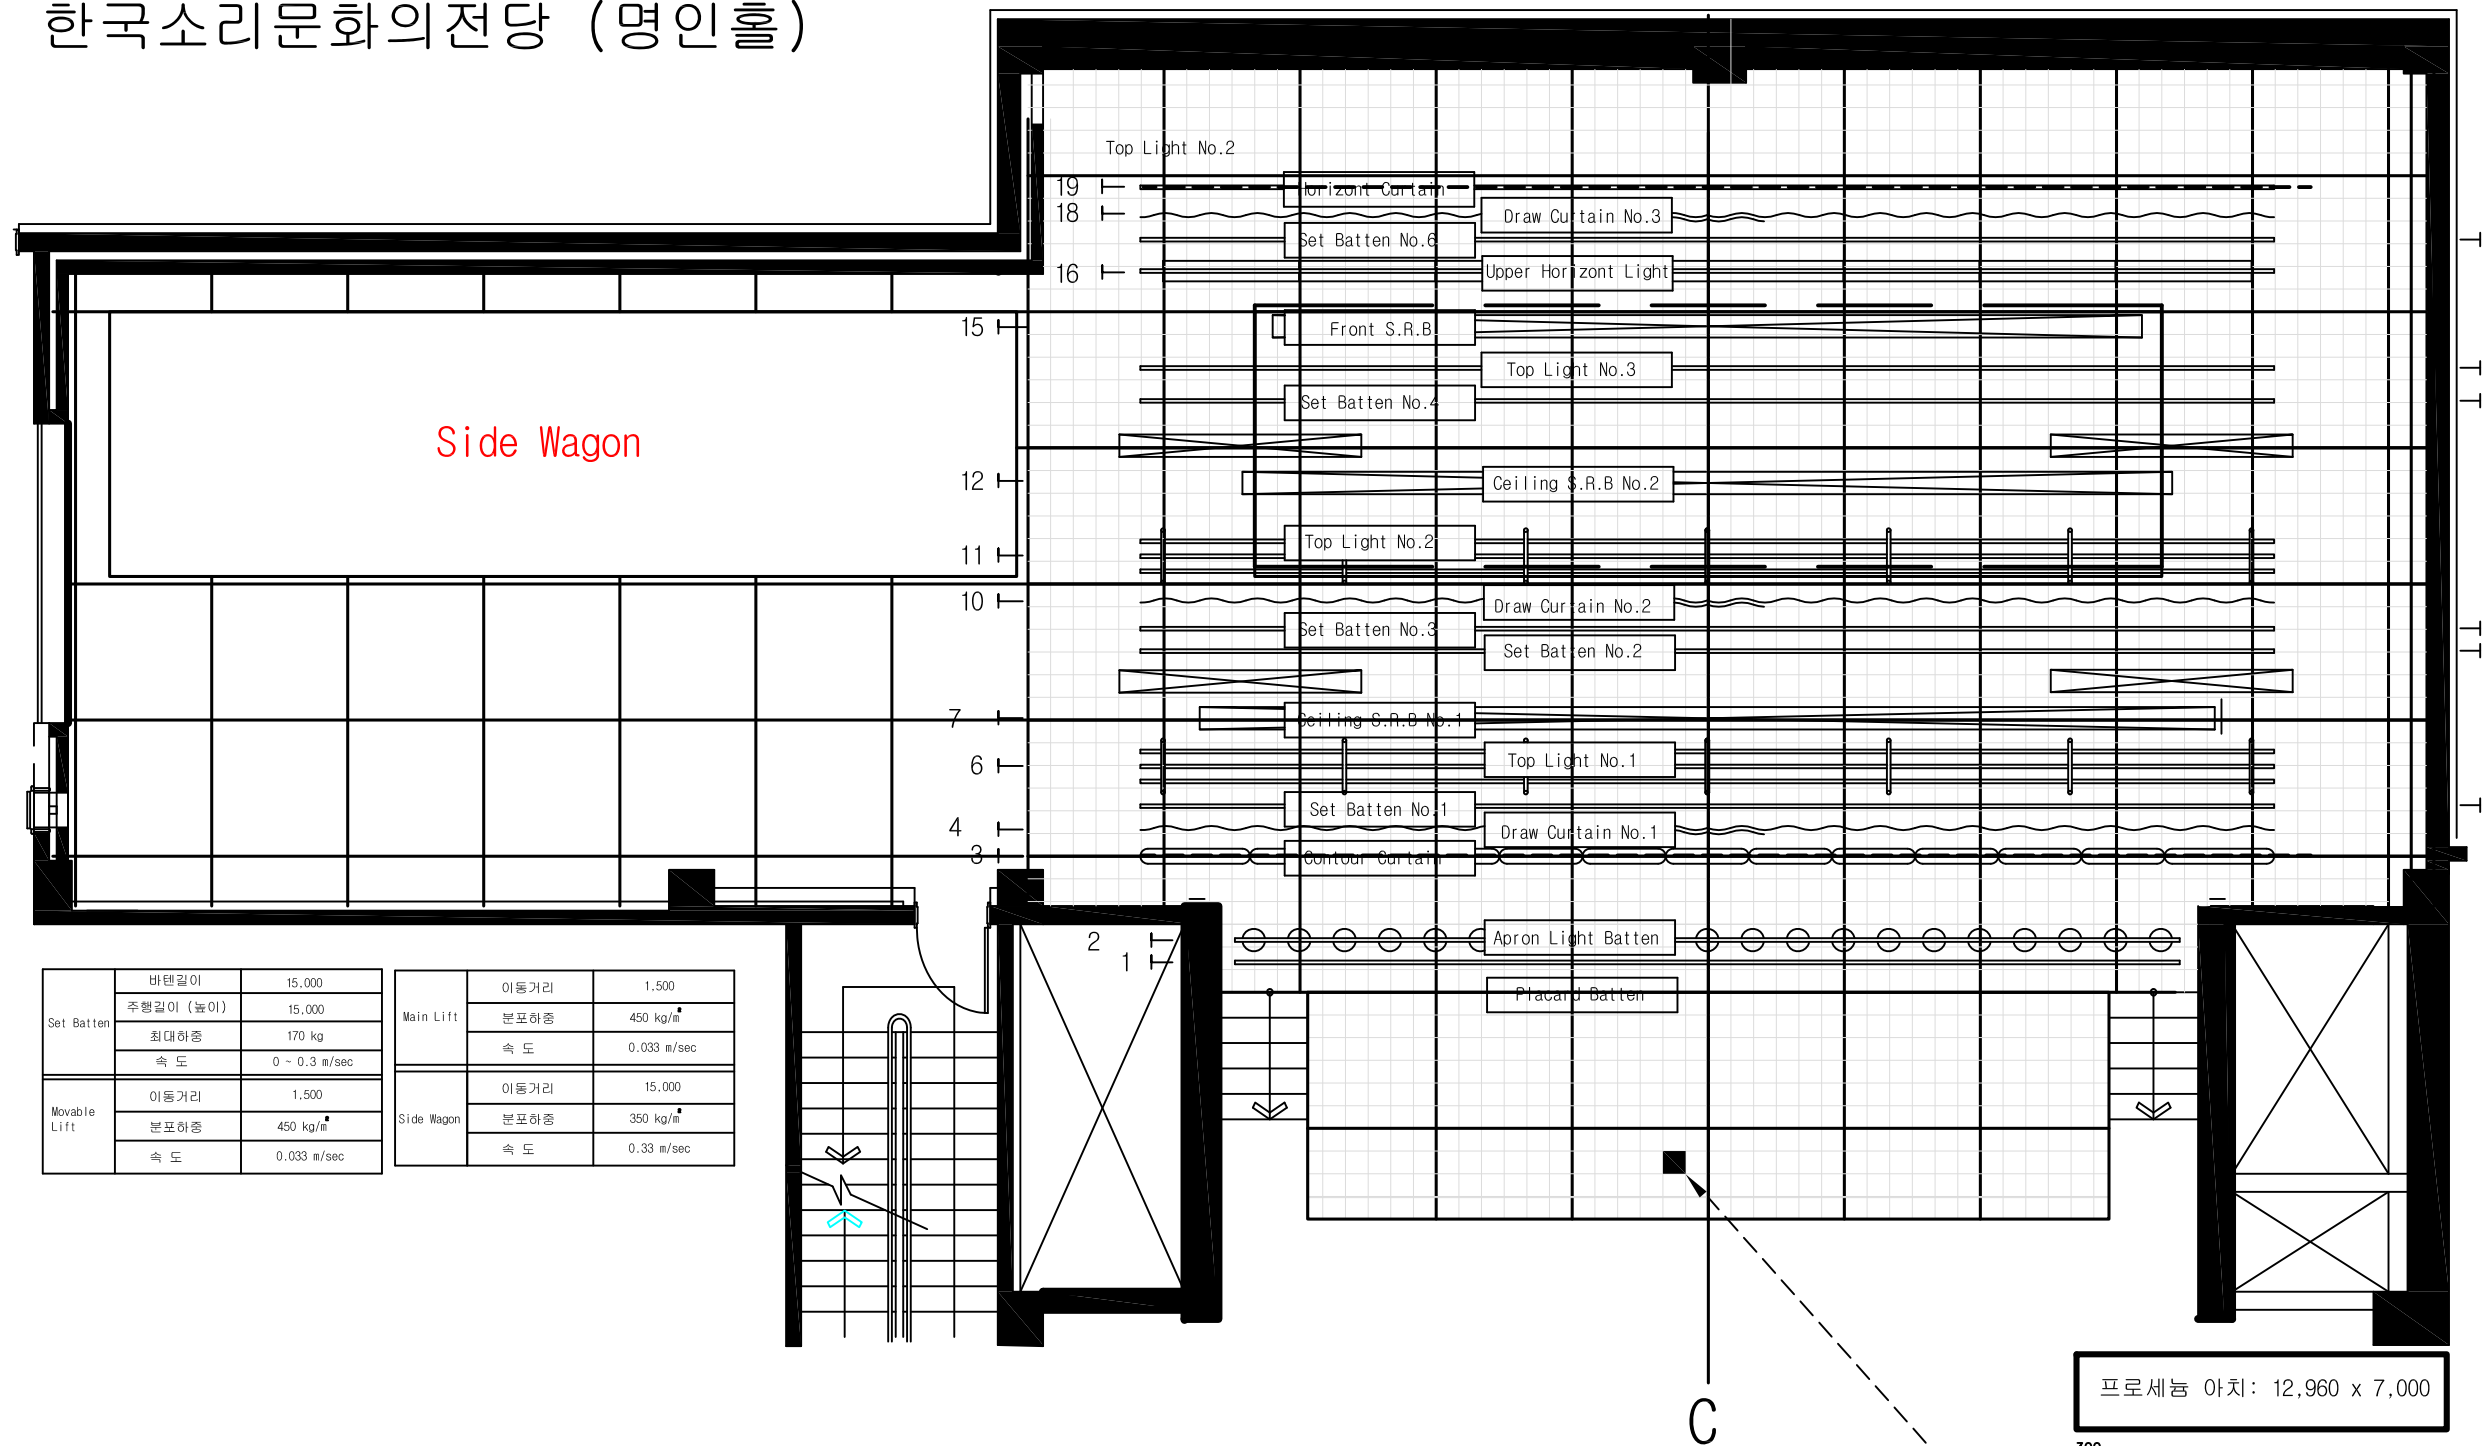 한국소리문화의전당 (명인홀)
Top Light No.2
19
Horizont Curtain
18
Draw Curtain No.3
Set Batten No.6
16
Upper Horizont Light
15
Front S.R.B
Top Light No.3
Set Batten No.4
Side Wagon
12
Ceiling S.R.B No.2
11
Top Light No.2
10
Draw Curtain No.2
Set Batten No.3
Set Batten No.2
7
Ceiling S.R.B No.1
6
Top Light No.1
Set Batten No.1
4
Draw Curtain No.1
3
Contour Curtain
2
Apron Light Batten
1
Placard Batten
Set Batten
바텐길이 15,000
주행길이 (높이) 15,000
최대하중 170 kg
속 도 0 ~ 0.3 m/sec
Movable
Lift
이동거리 1,500
분포하중 450 kg/㎡
속 도 0.033 m/sec
Main Lift
이동거리 1,500
분포하중 450 kg/㎡
속 도 0.033 m/sec
Side Wagon
이동거리 15,000
분포하중 350 kg/㎡
속 도 0.33 m/sec
프로세늄 아치: 12,960 x 7,000
C